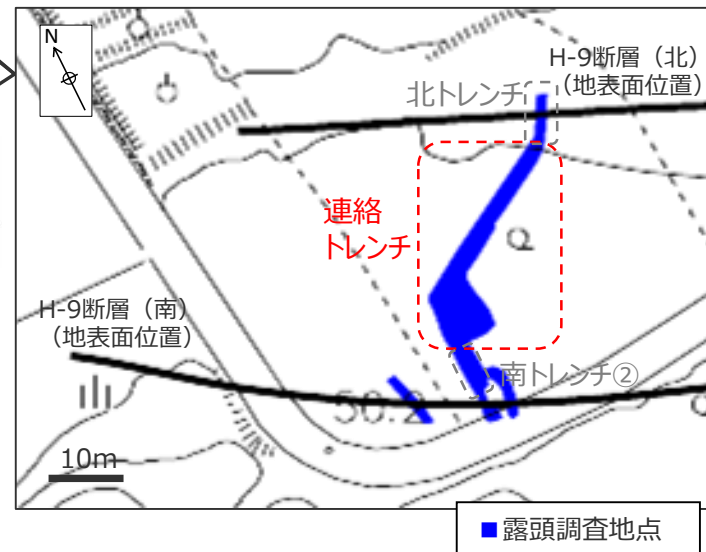 N
H-9断層（北）
（地表面位置）
北トレンチ
連絡
トレンチ
H-9断層（南）
（地表面位置）
南トレンチ②
50.2
10m
露頭調査地点